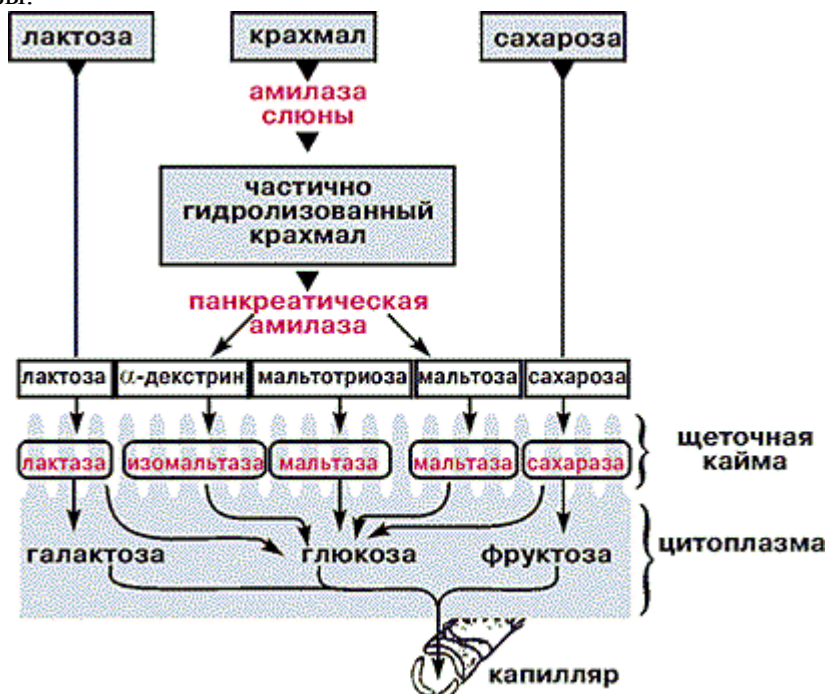 лактоза
крахмал
сахароза
амилаза
слюны
частично
гидролизованный
крахмал
панкреатическая
амилаза
лактоза
α-декстрин
мальтотриоза
мальтоза
сахароза
лактаза
изомальтаза
мальтаза
мальтаза
сахараза
щеточная
кайма
галактоза
глюкоза
фруктоза
цитоплазма
капилляр